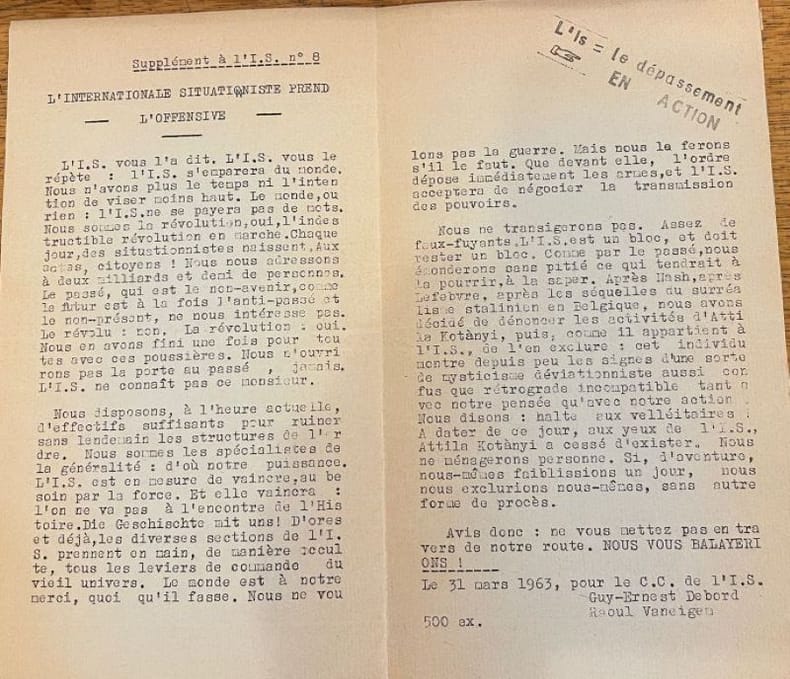 Supplément à l'I.S. n° 8
L'INTERNATIONALE SITUATIONNISTE PREND
L'OFFENSIVE
L'I.S. vous l'a dit. L'I.S. vous le
répète : l'I.S. s'emparera du monde.
Nous n'avons plus le temps ni l'inten
tion de viser moins haut. Le monde,ou
rien : l'I.S.ne se payera pas de mots.
Nous sommes la révolution,oui,l'indes
tructible révolution en marche.Chaque
jour,des situationnistes naissent.Aux
actes, citoyens ! Nous nous adressons
à deux milliards et demi de personnes.
Le passé, qui est le non-avenir,comme
le futur est à la fois l'anti-passé et
le non-présent, ne nous intéresse pas.
Le révolu : non. La révolution : oui.
Nous en avons fini une fois pour tou
tes avec ces poussières. Nous n'ouvri
rons pas la porte au passé , jamais.
L'I.S. ne connaît pas ce monsieur.
Nous disposons, à l'heure actuelle,
d'effectifs suffisants pour ruiner
sans lendemain les structures de l'or
dre. Nous sommes les spécialistes de
la généralité : d'où notre puissance.
L'I.S. est en mesure de vaincre,au be
soin par la force. Et elle vaincra :
l'on ne va pas à l'encontre de l'His
toire.Die Geschischte mit uns! D'ores
et déjà,les diverses sections de l'I.
S. prennent en main, de manière occul
te, tous les leviers de commande du
vieil univers. Le monde est à notre
merci, quoi qu'il fasse. Nous ne vou
L'Is = le dépassement
EN ACTION
lons pas la guerre. Mais nous la ferons
s'il le faut. Que devant elle, l'ordre
dépose immédiatement les armes,et l'I.S.
acceptera de négocier la transmission
des pouvoirs.
Nous ne transigerons pas. Assez de
faux-fuyants.L'I.S.est un bloc, et doit
rester un bloc. Comme par le passé,nous
émonderons sans pitié ce qui tendrait à
la pourrir,à la saper. Après Nash,après
Lefebvre, après les séquelles du surréa
lisme stalinien en Belgique, nous avons
décidé de dénoncer les activités d'Atti
la Kotànyi, puis, comme il appartient à
l'I.S., de l'en exclure : cet individu
montre depuis peu les signes d'une sorte
de mysticisme déviationniste aussi con
fus que rétrograde incompatible tant a
vec notre pensée qu'avec notre action .
Nous disons : halte aux velléitaires !
A dater de ce jour, aux yeux de l'I.S.,
Attila Kotànyi a cessé d'exister. Nous
ne ménagerons personne. Si, d'aventure,
nous-mêmes faiblissions un jour, nous
nous exclurions nous-mêmes, sans autre
forme de procès.
Avis donc : ne vous mettez pas en tra
vers de notre route. NOUS VOUS BALAYERI
ONS !
Le 31 mars 1963, pour le C.C. de l'I.S.
Guy-Ernest Debord
Raoul Vaneigem
500 ex.